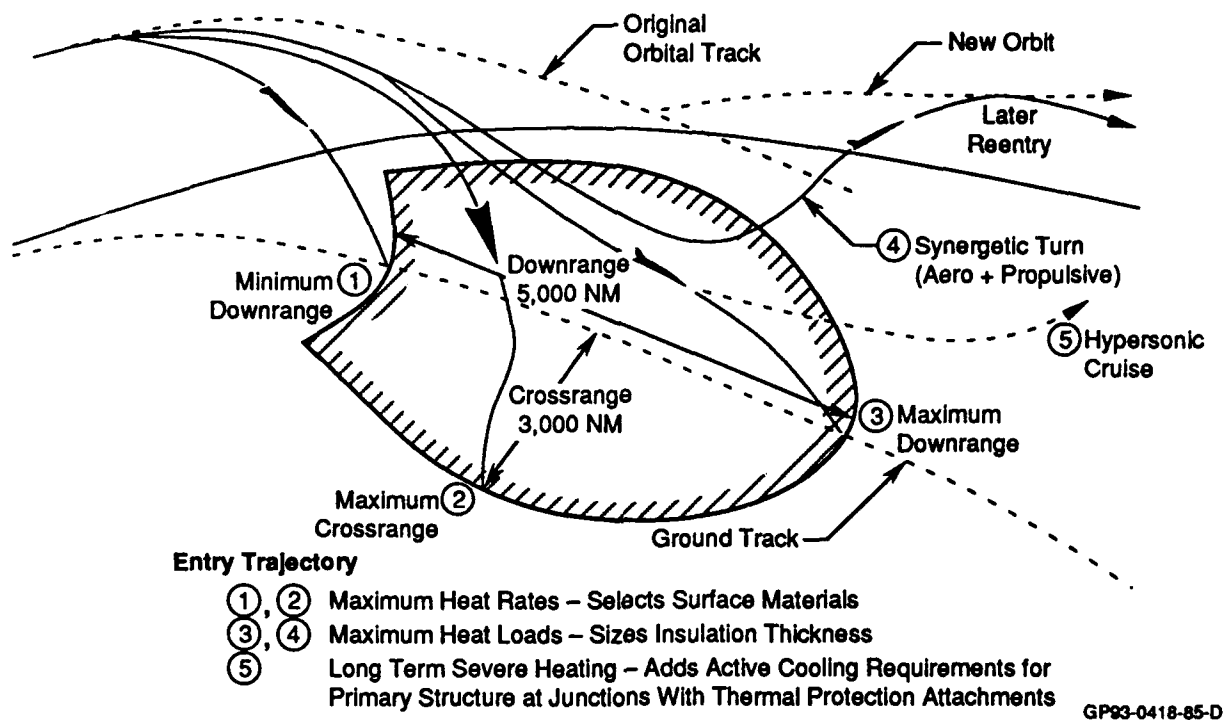 Original
Orbital Track
New Orbit
Later
Reentry
④ Synergetic Turn
(Aero + Propulsive)
Minimum ①
Downrange
Downrange
5,000 NM
⑤ Hypersonic
Cruise
Crossrange
3,000 NM
③ Maximum
Downrange
Maximum ②
Crossrange
Ground Track
Entry Trajectory
①, ② Maximum Heat Rates – Selects Surface Materials
③, ④ Maximum Heat Loads – Sizes Insulation Thickness
⑤ Long Term Severe Heating – Adds Active Cooling Requirements for
Primary Structure at Junctions With Thermal Protection Attachments
GP93-0418-85-D